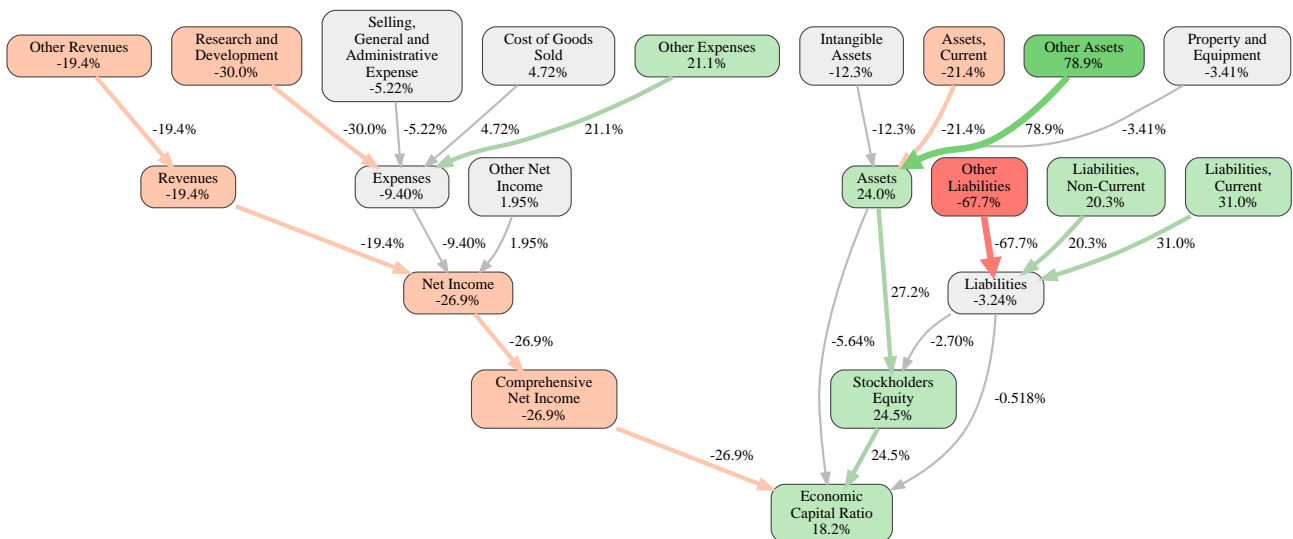 Other Revenues
-19.4%
Research and
Development
-30.0%
Selling,
General and
Administrative
Expense
-5.22%
Cost of Goods
Sold
4.72%
Other Expenses
21.1%
Intangible
Assets
-12.3%
Assets,
Current
-21.4%
Other Assets
78.9%
Property and
Equipment
-3.41%
-19.4%
-30.0%
-5.22%
4.72%
21.1%
-12.3%
-21.4%
78.9%
-3.41%
Revenues
-19.4%
Expenses
-9.40%
Other Net
Income
1.95%
Assets
24.0%
Other
Liabilities
-67.7%
Liabilities,
Non-Current
20.3%
Liabilities,
Current
31.0%
-19.4%
-9.40%
1.95%
-67.7%
20.3%
31.0%
Net Income
-26.9%
27.2%
Liabilities
-3.24%
-26.9%
-5.64%
-2.70%
Comprehensive
Net Income
-26.9%
Stockholders
Equity
24.5%
-0.518%
-26.9%
24.5%
Economic
Capital Ratio
18.2%